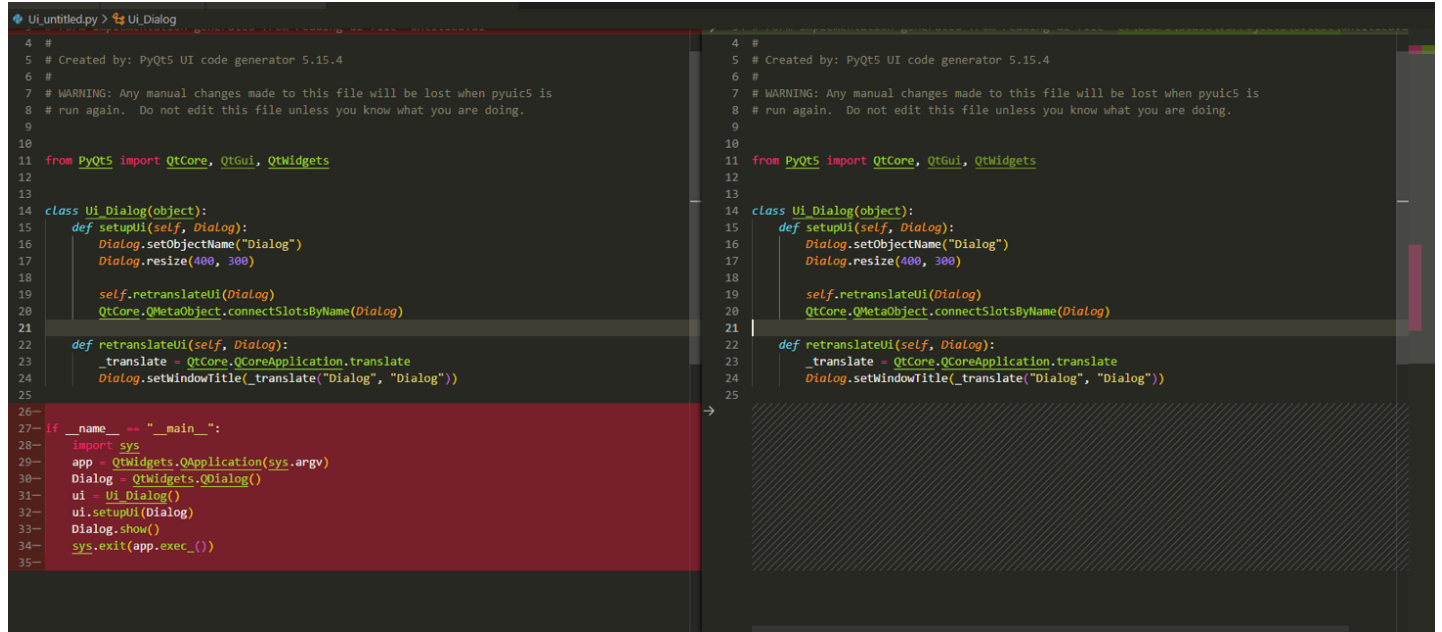 Ui_untitled.py > Ui_Dialog
4 #
5 # Created by: PyQt5 UI code generator 5.15.4
6 #
7 # WARNING: Any manual changes made to this file will be lost when pyuic5 is
8 # run again.  Do not edit this file unless you know what you are doing.
9
10
11 from PyQt5 import QtCore, QtGui, QtWidgets
12
13
14 class Ui_Dialog(object):
15     def setupUi(self, Dialog):
16         Dialog.setObjectName("Dialog")
17         Dialog.resize(400, 300)
18
19         self.retranslateUi(Dialog)
20         QtCore.QMetaObject.connectSlotsByName(Dialog)
21
22     def retranslateUi(self, Dialog):
23         _translate = QtCore.QCoreApplication.translate
24         Dialog.setWindowTitle(_translate("Dialog", "Dialog"))
25
26—
27— if __name__ == "__main__":
28—     import sys
29—     app = QtWidgets.QApplication(sys.argv)
30—     Dialog = QtWidgets.QDialog()
31—     ui = Ui_Dialog()
32—     ui.setupUi(Dialog)
33—     Dialog.show()
34—     sys.exit(app.exec_())
35—
4 #
5 # Created by: PyQt5 UI code generator 5.15.4
6 #
7 # WARNING: Any manual changes made to this file will be lost when pyuic5 is
8 # run again.  Do not edit this file unless you know what you are doing.
9
10
11 from PyQt5 import QtCore, QtGui, QtWidgets
12
13
14 class Ui_Dialog(object):
15     def setupUi(self, Dialog):
16         Dialog.setObjectName("Dialog")
17         Dialog.resize(400, 300)
18
19         self.retranslateUi(Dialog)
20         QtCore.QMetaObject.connectSlotsByName(Dialog)
21
22     def retranslateUi(self, Dialog):
23         _translate = QtCore.QCoreApplication.translate
24         Dialog.setWindowTitle(_translate("Dialog", "Dialog"))
25